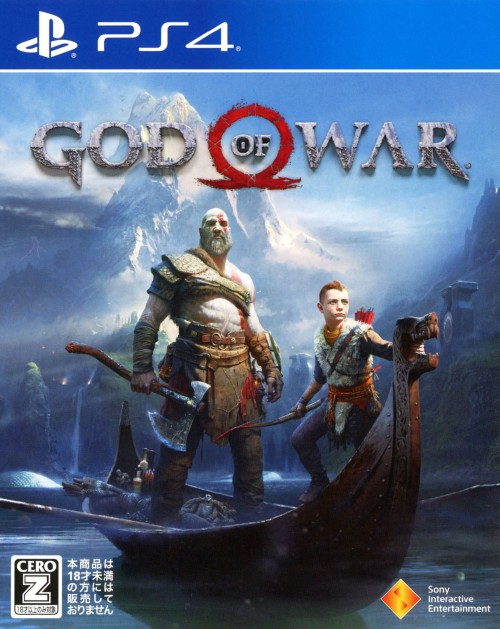 PS4
GOD OF WAR
CERO
Z
18才以上のみ対象
本商品は
18才未満
の方には
販売して
おりません
Sony
Interactive
Entertainment